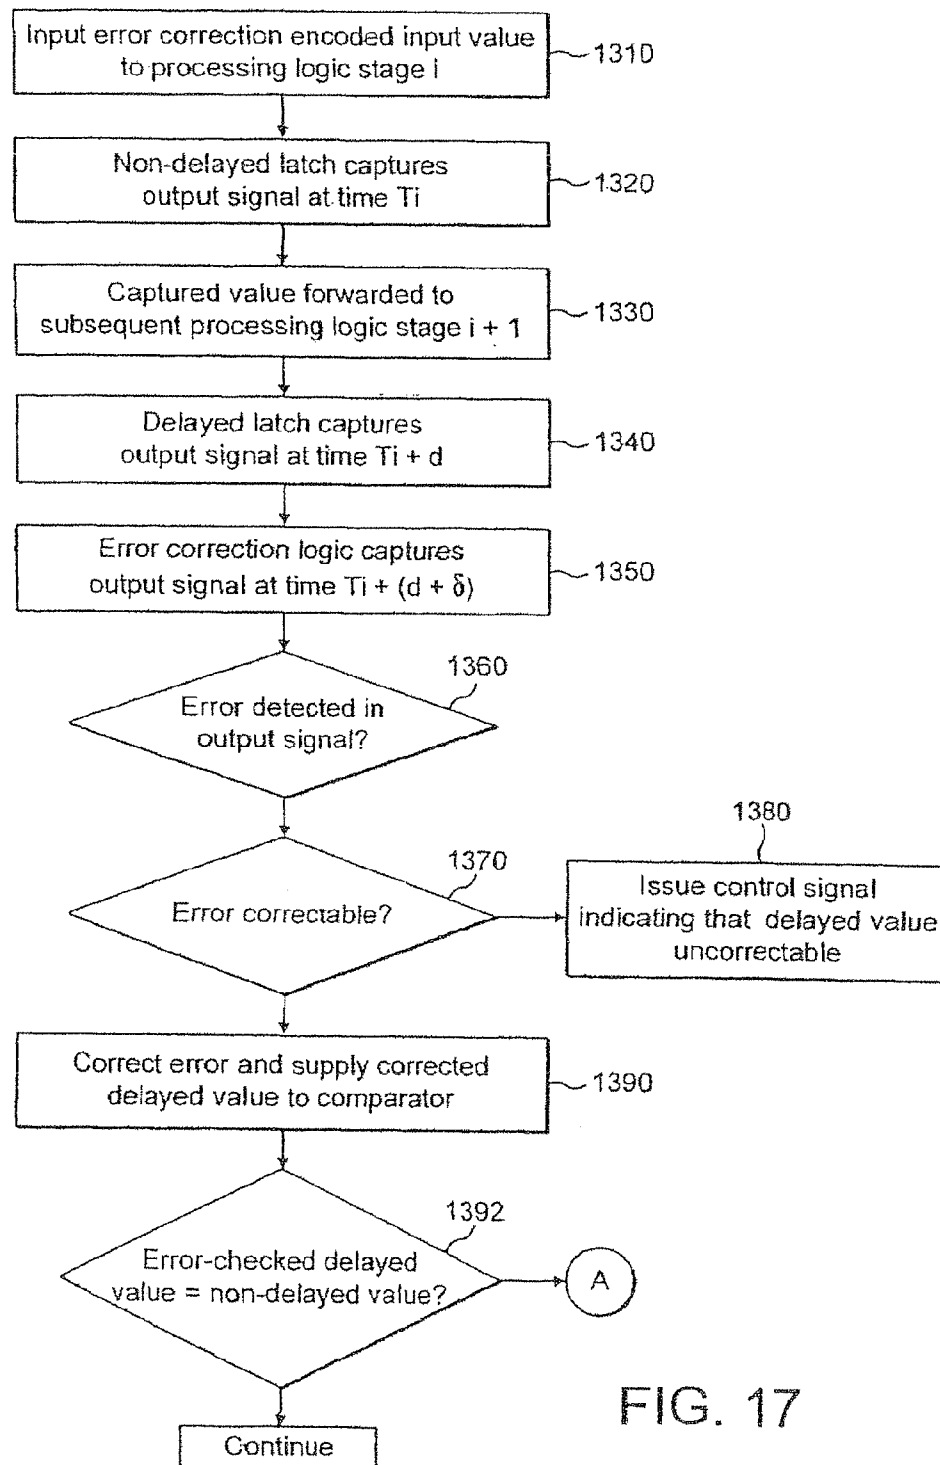 Input error correction encoded input value
to processing logic stage i
1310
Non-delayed latch captures
output signal at time Ti
1320
Captured value forwarded to
subsequent processing logic stage i + 1
1330
Delayed latch captures
output signal at time Ti + d
1340
Error correction logic captures
output signal at time Ti + (d + δ)
1350
1360
Error detected in
output signal?
1370
Error correctable?
1380
Issue control signal
indicating that delayed value
uncorrectable
Correct error and supply corrected
delayed value to comparator
1390
1392
Error-checked delayed
value = non-delayed value?
A
Continue
FIG. 17